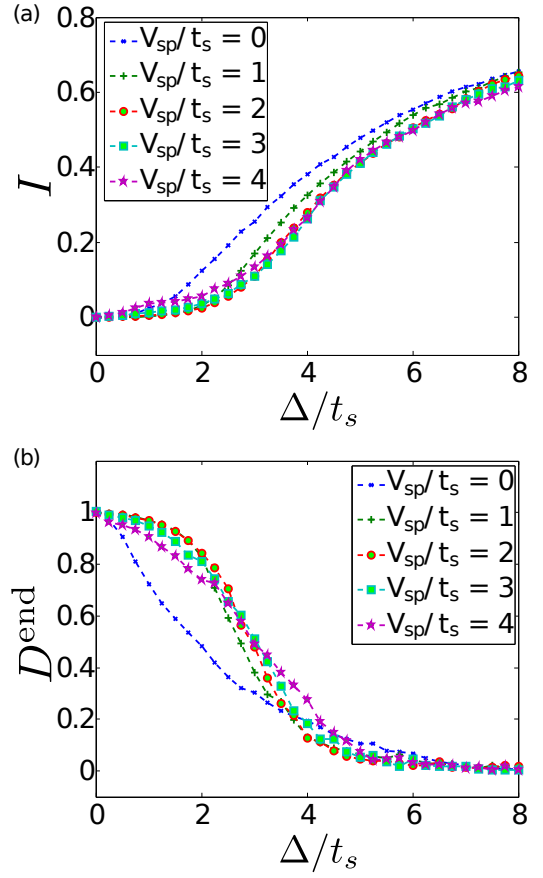 (a)
V_sp/t_s = 0
V_sp/t_s = 1
V_sp/t_s = 2
V_sp/t_s = 3
V_sp/t_s = 4
I
0.8
0.6
0.4
0.2
0
0 2 4 6 8
Δ/t_s
(b)
V_sp/t_s = 0
V_sp/t_s = 1
V_sp/t_s = 2
V_sp/t_s = 3
V_sp/t_s = 4
D^end
1
0.8
0.6
0.4
0.2
0
0 2 4 6 8
Δ/t_s